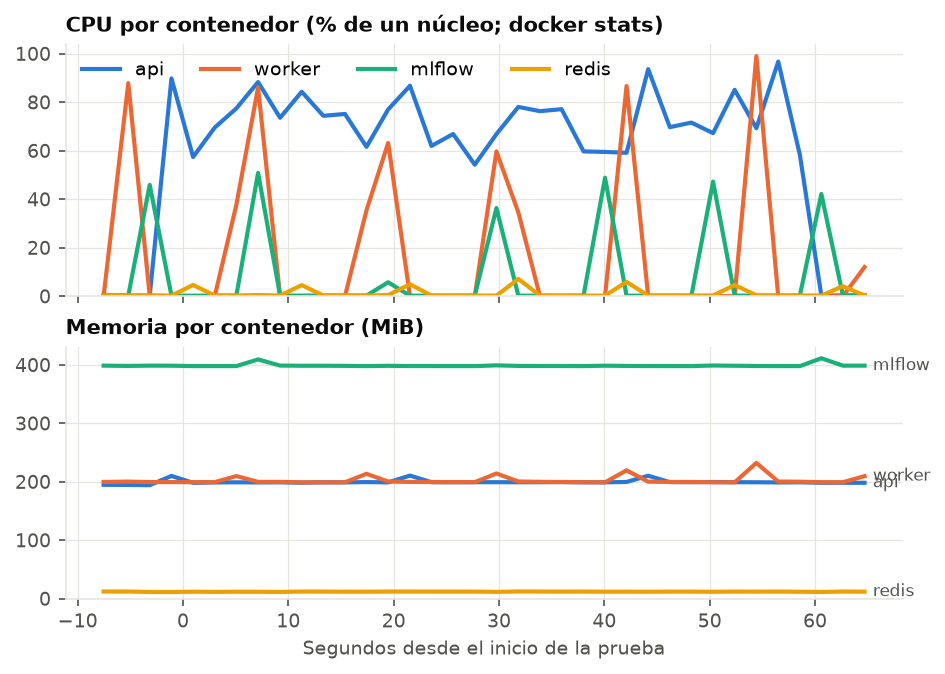 CPU por contenedor (% de un núcleo; docker stats)
api worker mlflow redis
100
80
60
40
20
0
Memoria por contenedor (MiB)
400
300
200
100
0
mlflow
worker
api
redis
−10 0 10 20 30 40 50 60
Segundos desde el inicio de la prueba